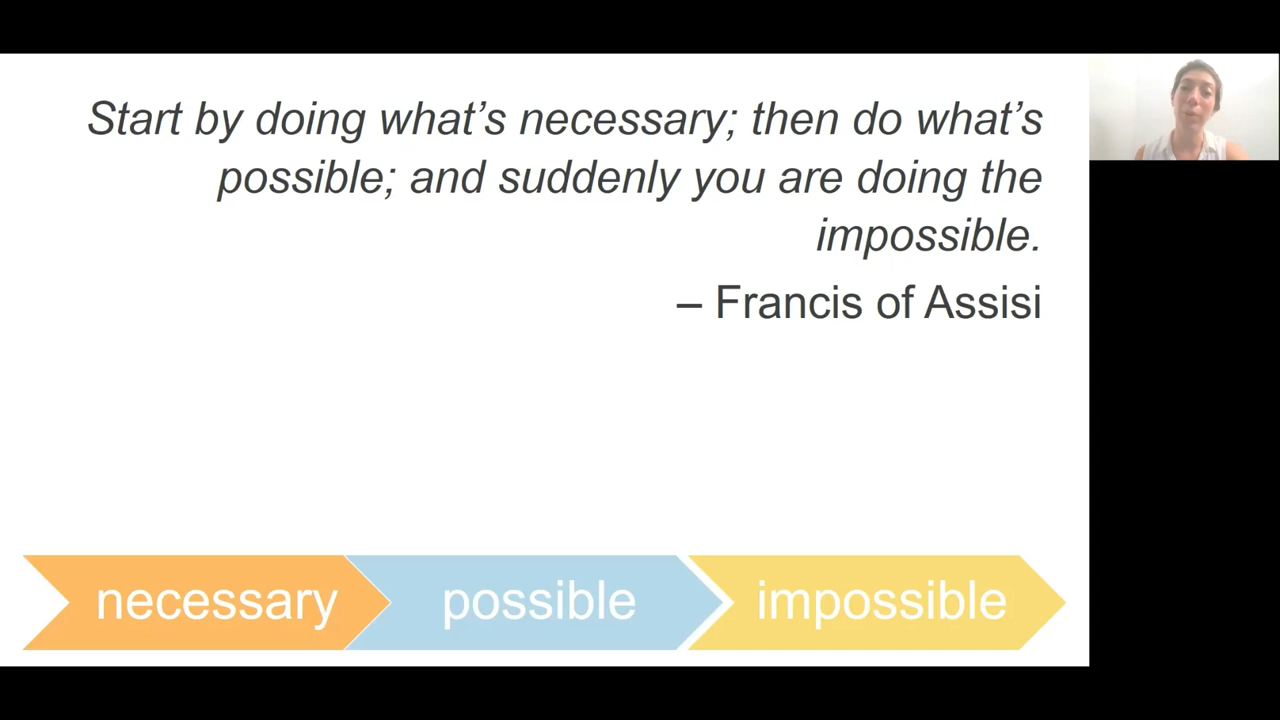 Start by doing what’s necessary; then do what’s
possible; and suddenly you are doing the
impossible.
– Francis of Assisi
necessary possible impossible